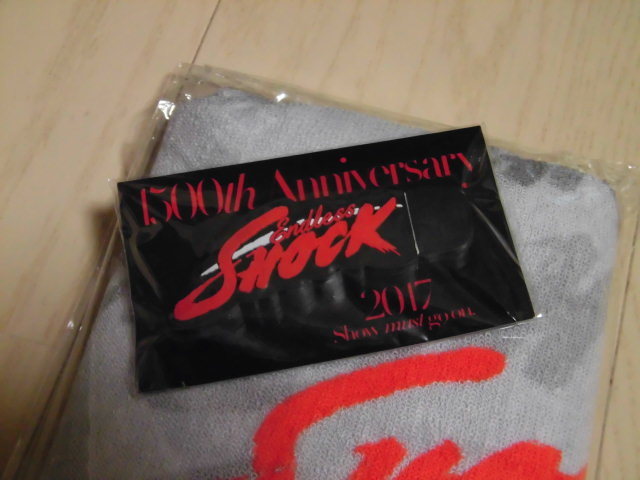 1500th Anniversary
Endless
SHOCK
2017
Show must go on.